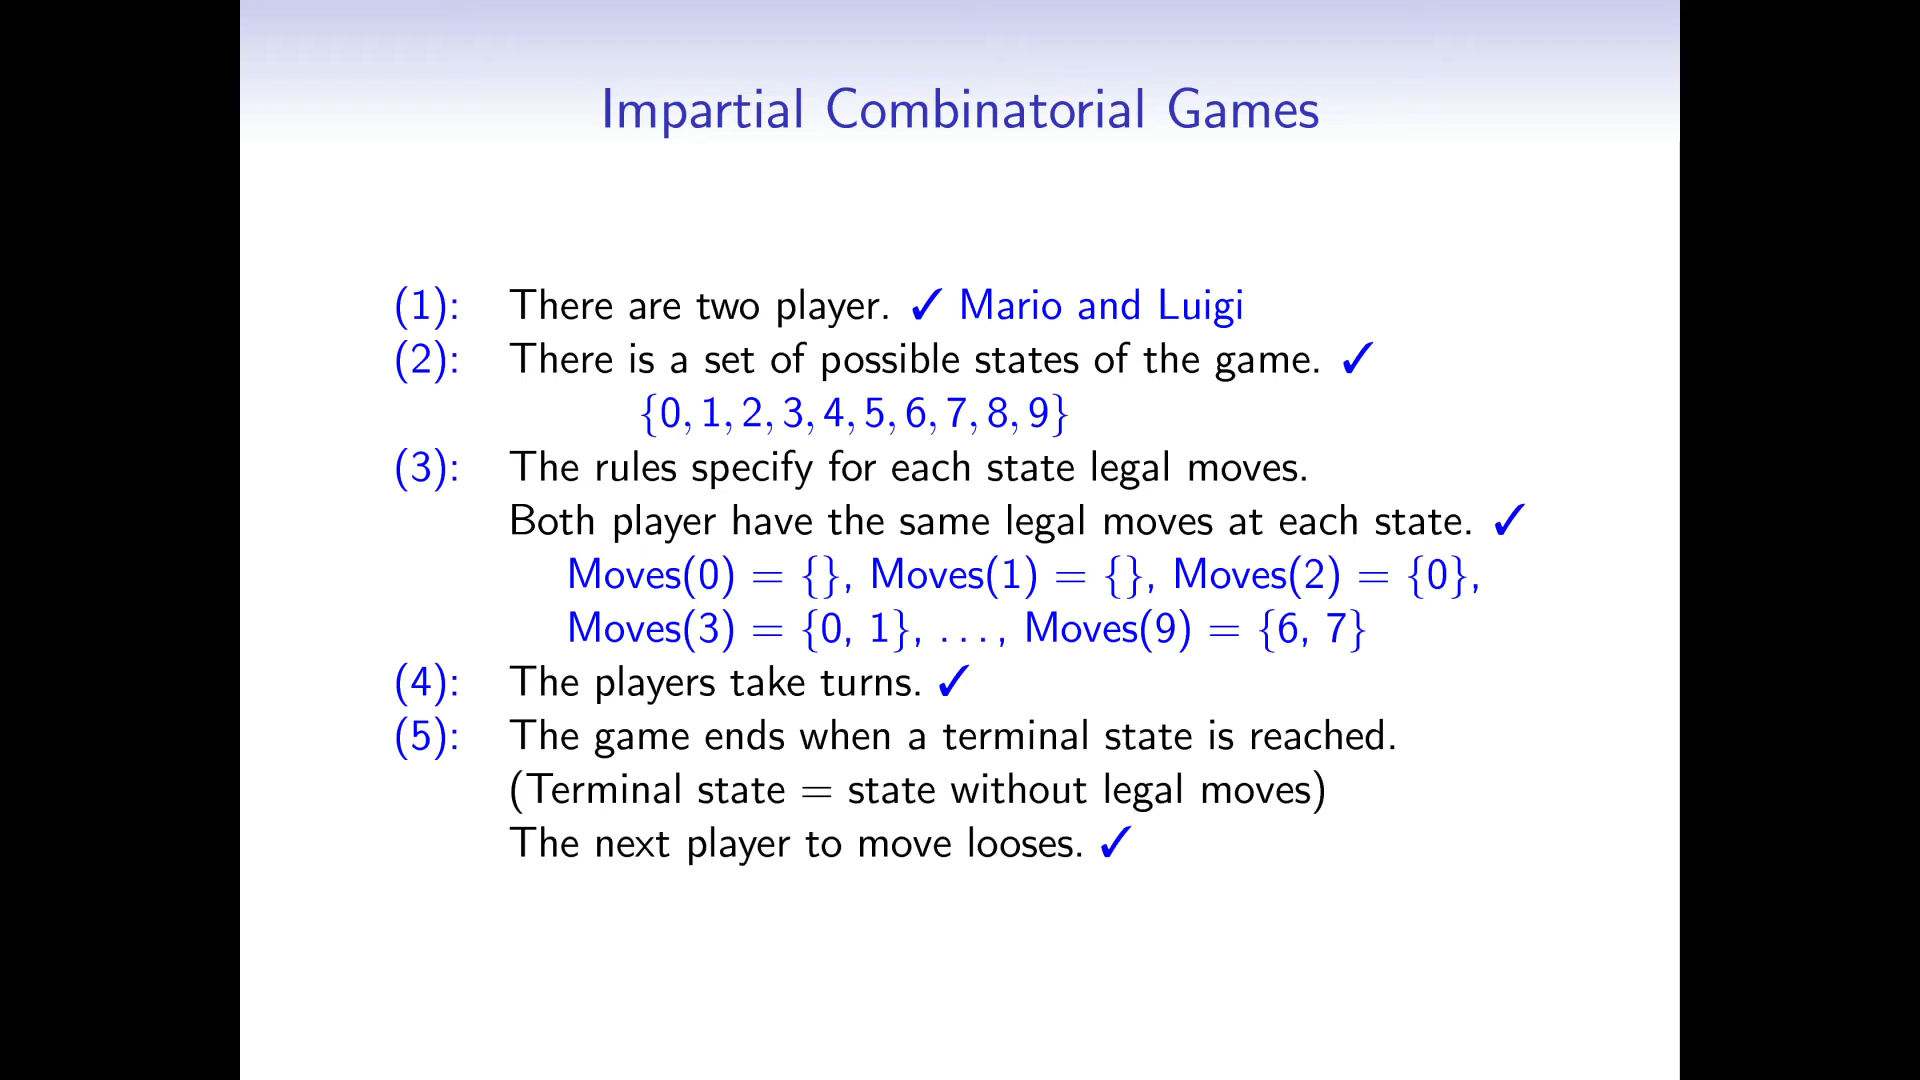 Impartial Combinatorial Games
(1): There are two player. ✓ Mario and Luigi
(2): There is a set of possible states of the game. ✓
{0, 1, 2, 3, 4, 5, 6, 7, 8, 9}
(3): The rules specify for each state legal moves.
Both player have the same legal moves at each state. ✓
Moves(0) = {}, Moves(1) = {}, Moves(2) = {0},
Moves(3) = {0, 1}, ..., Moves(9) = {6, 7}
(4): The players take turns. ✓
(5): The game ends when a terminal state is reached.
(Terminal state = state without legal moves)
The next player to move looses. ✓